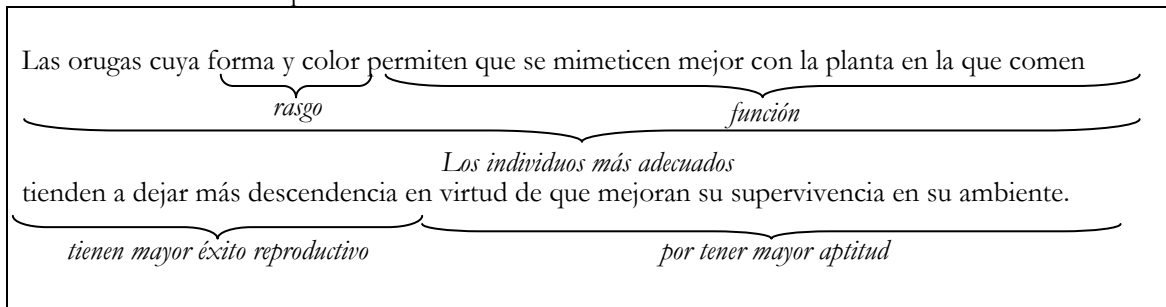 Las orugas cuya forma y color permiten que se mimeticen mejor con la planta en la que comen
rasgo función
Los individuos más adecuados
tienden a dejar más descendencia en virtud de que mejoran su supervivencia en su ambiente.
tienen mayor éxito reproductivo por tener mayor aptitud